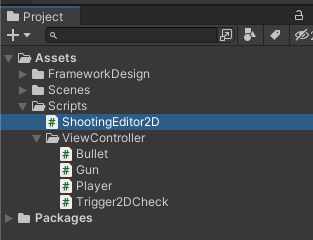 Project
Assets
FrameworkDesign
Scenes
Scripts
ShootingEditor2D
ViewController
Bullet
Gun
Player
Trigger2DCheck
Packages